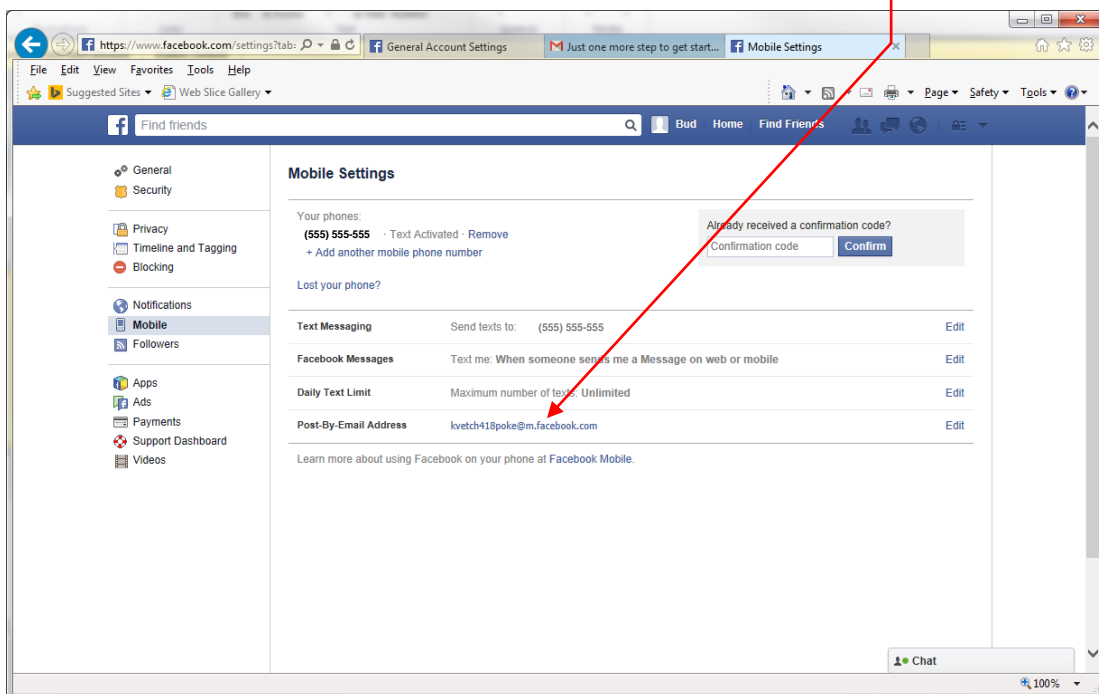 https://www.facebook.com/settings?tab: General Account Settings Just one more step to get start... Mobile Settings
File Edit View Favorites Tools Help
Suggested Sites Web Slice Gallery Page Safety Tools
Find friends Bud Home Find Friends
General
Security
Privacy
Timeline and Tagging
Blocking
Notifications
Mobile
Followers
Apps
Ads
Payments
Support Dashboard
Videos
Mobile Settings
Your phones:
(555) 555-555 · Text Activated · Remove
+ Add another mobile phone number
Lost your phone?
Already received a confirmation code?
Confirmation code Confirm
Text Messaging Send texts to: (555) 555-555 Edit
Facebook Messages Text me: When someone sends me a Message on web or mobile Edit
Daily Text Limit Maximum number of texts: Unlimited Edit
Post-By-Email Address kvetch418poke@m.facebook.com Edit
Learn more about using Facebook on your phone at Facebook Mobile.
Chat
100%